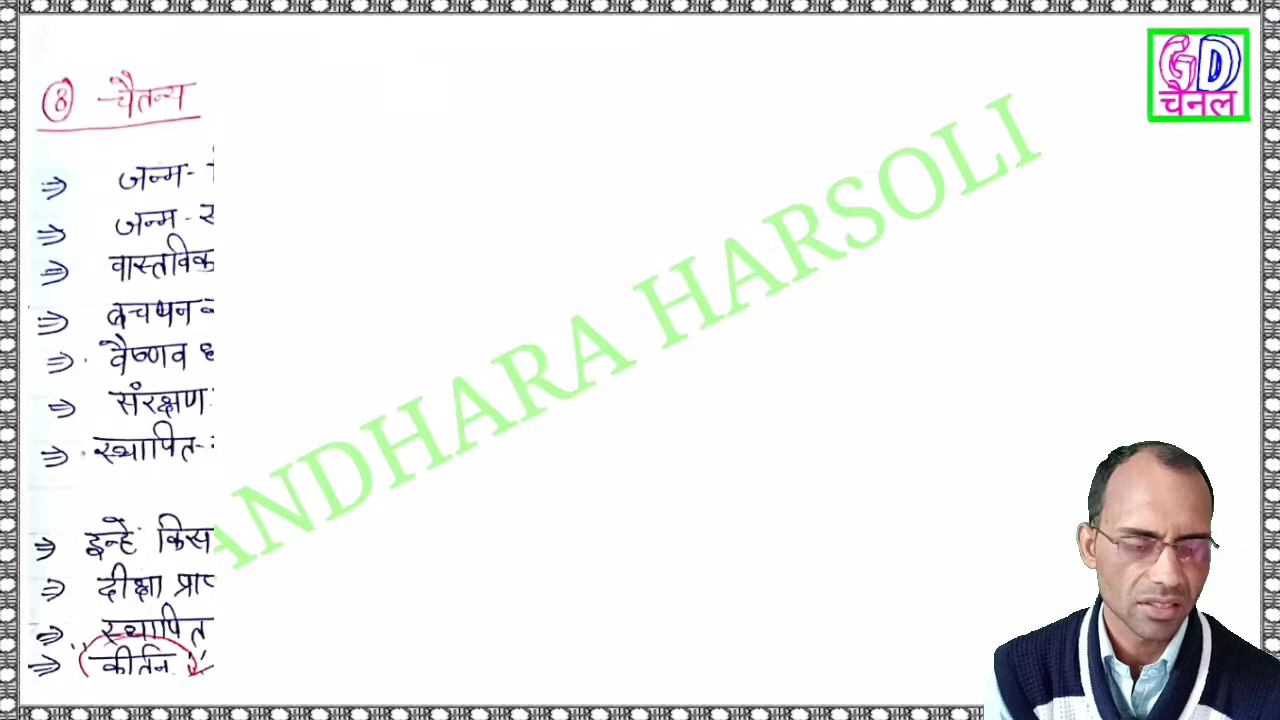 GD
चैनल
⑧ चैतन्य
⇒ जन्म-
⇒ जन्म-
⇒ वास्तविक
⇒ बचपन
⇒ वैष्णव
⇒ संरक्षण
⇒ स्थापित-
⇒ इन्हें किस
⇒ दीक्षा
⇒ स्थापित
⇒ कीर्तन
ANDHARA HARSOLI